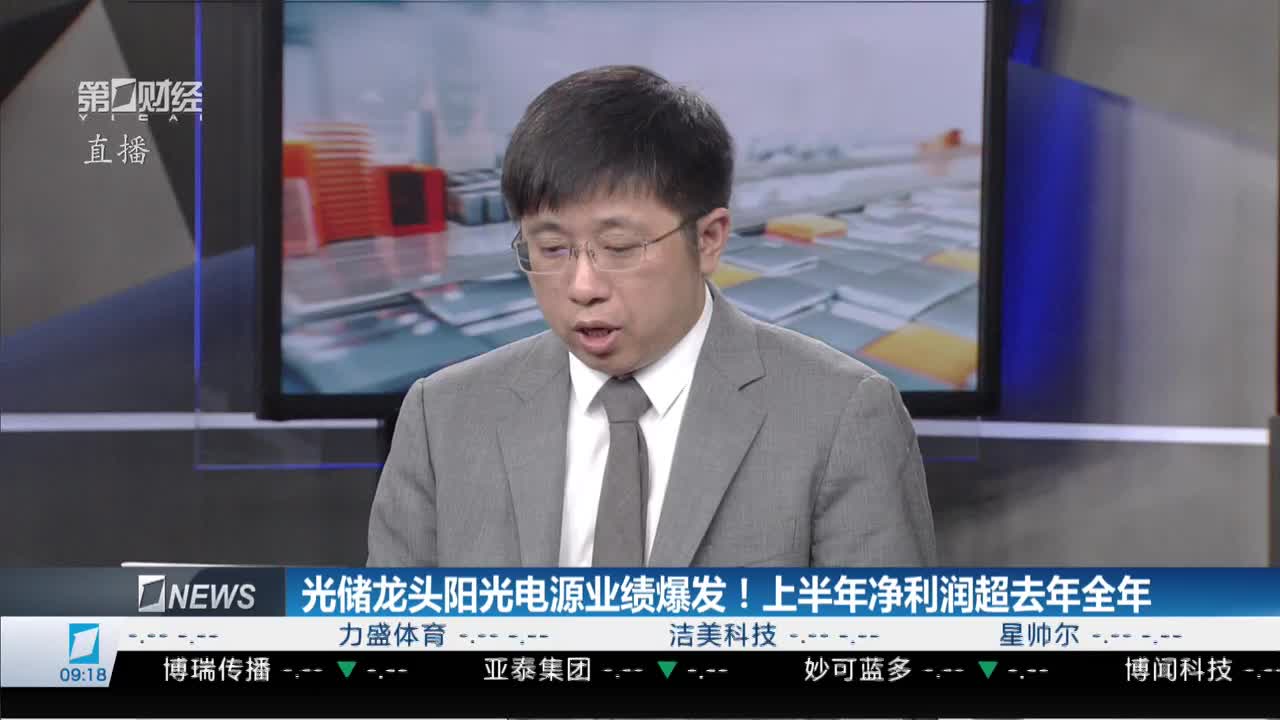 第一财经
YICAI
直播
NEWS
光储龙头阳光电源业绩爆发！上半年净利润超去年全年
-.-- -.-- 力盛体育 -.-- -.-- 洁美科技 -.-- -.-- 星帅尔 -.-- -.--
09:18
博瑞传播 -.-- ▼ -.-- 亚泰集团 -.-- ▼ -.-- 妙可蓝多 -.-- ▼ -.-- 博闻科技 -.--